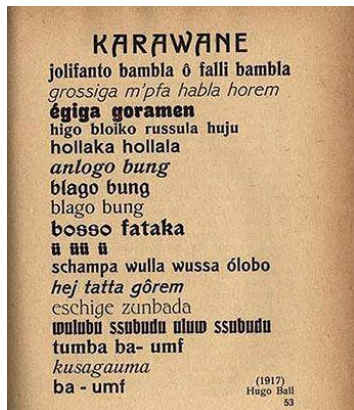 KARAWANE
jolifanto bambla ô falli bambla
grossiga m'pfa habla horem
égiga goramen
higo bloiko russula huju
hollaka hollala
anlogo bung
blago bung
blago bung
bosso fataka
ü üü ü
schampa wulla wussa ólobo
hej tatta gôrem
eschige zunbada
wulubu ssubudu uluw ssubudu
tumba ba- umf
kusagauma
ba - umf
(1917)
Hugo Ball
53